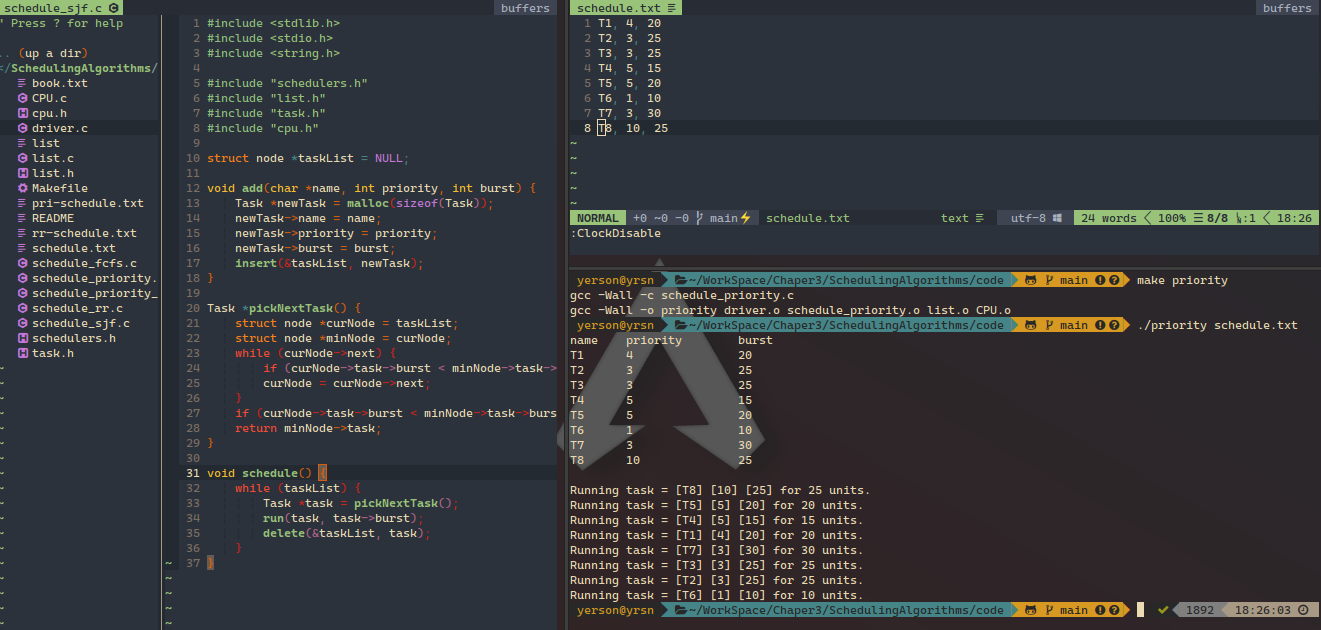 schedule_sjf.c
buffers
" Press ? for help
.. (up a dir)
</SchedulingAlgorithms/
book.txt
CPU.c
cpu.h
driver.c
list
list.c
list.h
Makefile
pri-schedule.txt
README
rr-schedule.txt
schedule.txt
schedule_fcfs.c
schedule_priority.
schedule_priority_
schedule_rr.c
schedule_sjf.c
schedulers.h
task.h
1 #include <stdlib.h>
2 #include <stdio.h>
3 #include <string.h>
4
5 #include "schedulers.h"
6 #include "list.h"
7 #include "task.h"
8 #include "cpu.h"
9
10 struct node *taskList = NULL;
11
12 void add(char *name, int priority, int burst) {
13 Task *newTask = malloc(sizeof(Task));
14 newTask->name = name;
15 newTask->priority = priority;
16 newTask->burst = burst;
17 insert(&taskList, newTask);
18 }
19
20 Task *pickNextTask() {
21 struct node *curNode = taskList;
22 struct node *minNode = curNode;
23 while (curNode->next) {
24 if (curNode->task->burst < minNode->task->
25 curNode = curNode->next;
26 }
27 if (curNode->task->burst < minNode->task->burs
28 return minNode->task;
29 }
30
31 void schedule() {
32 while (taskList) {
33 Task *task = pickNextTask();
34 run(task, task->burst);
35 delete(&taskList, task);
36 }
37 }
schedule.txt
buffers
1 T1, 4, 20
2 T2, 3, 25
3 T3, 3, 25
4 T4, 5, 15
5 T5, 5, 20
6 T6, 1, 10
7 T7, 3, 30
8 T8, 10, 25
~
~
~
~
~
NORMAL +0 ~0 -0 main schedule.txt text utf-8 24 words 100% 8/8 :1 18:26
:ClockDisable
yerson@yrsn ~/WorkSpace/Chaper3/SchedulingAlgorithms/code main make priority
gcc -Wall -c schedule_priority.c
gcc -Wall -o priority driver.o schedule_priority.o list.o CPU.o
yerson@yrsn ~/WorkSpace/Chaper3/SchedulingAlgorithms/code main ./priority schedule.txt
name priority burst
T1 4 20
T2 3 25
T3 3 25
T4 5 15
T5 5 20
T6 1 10
T7 3 30
T8 10 25
Running task = [T8] [10] [25] for 25 units.
Running task = [T5] [5] [20] for 20 units.
Running task = [T4] [5] [15] for 15 units.
Running task = [T1] [4] [20] for 20 units.
Running task = [T7] [3] [30] for 30 units.
Running task = [T3] [3] [25] for 25 units.
Running task = [T2] [3] [25] for 25 units.
Running task = [T6] [1] [10] for 10 units.
yerson@yrsn ~/WorkSpace/Chaper3/SchedulingAlgorithms/code main 1892 18:26:03